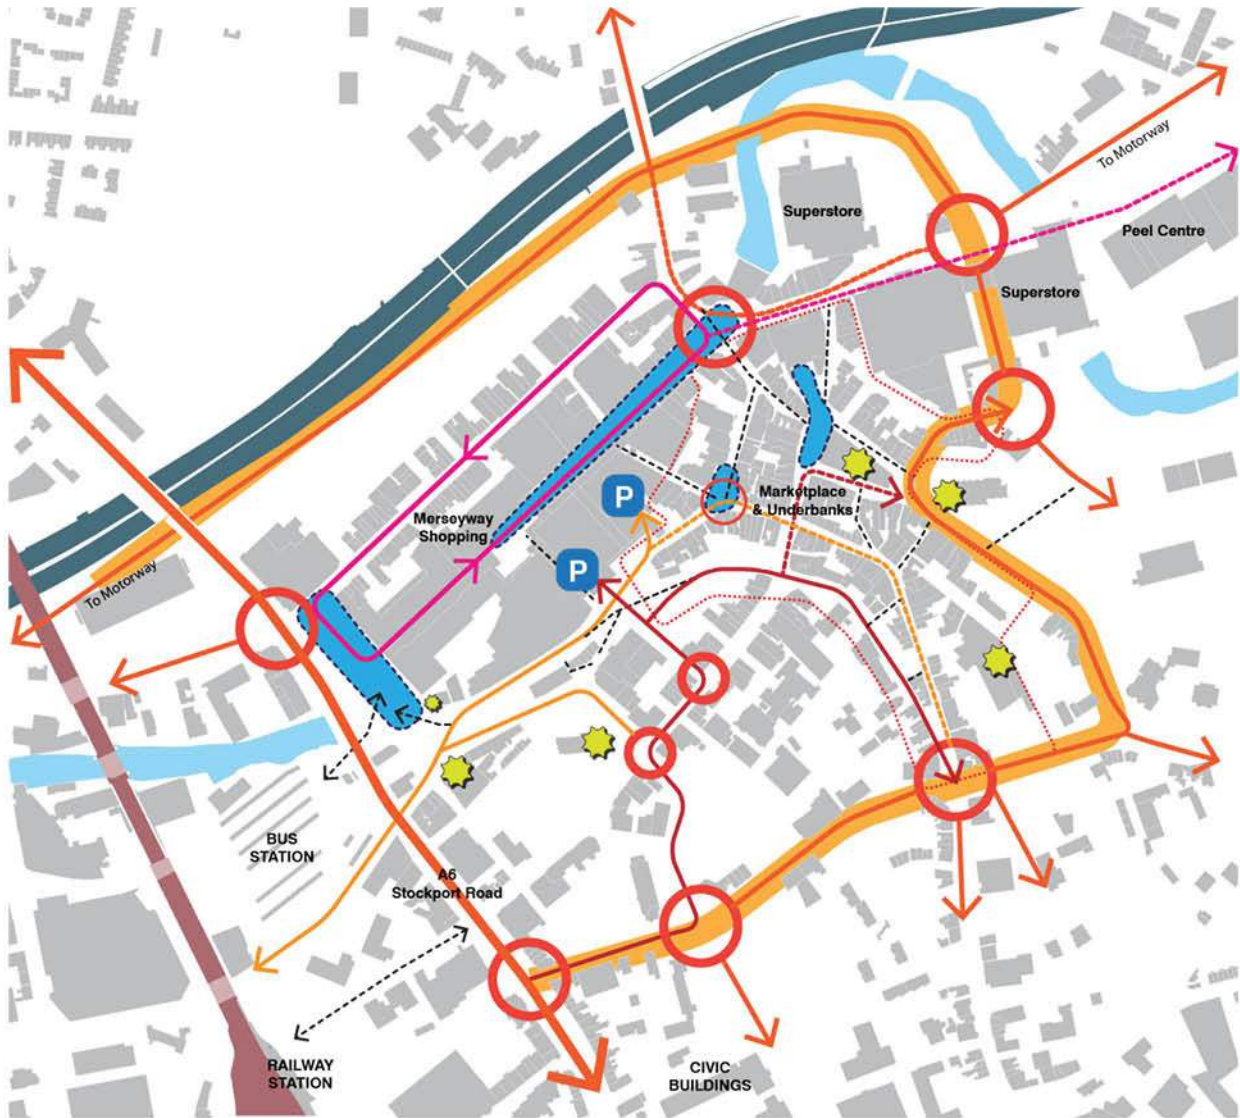 To Motorway
Superstore
Peel Centre
Superstore
P
Marketplace
& Underbanks
Merseyway
Shopping
P
To Motorway
BUS
STATION
A6
Stockport Road
RAILWAY
STATION
CIVIC
BUILDINGS